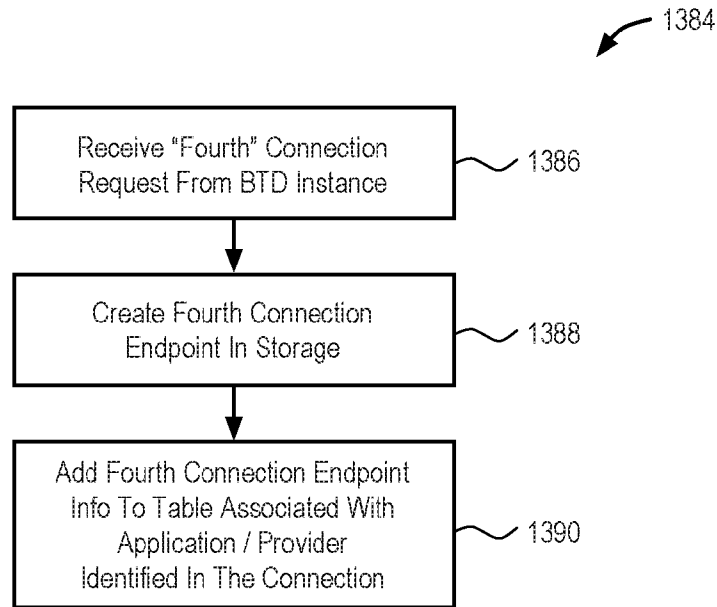 1384
Receive “Fourth” Connection
Request From BTD Instance
1386
Create Fourth Connection
Endpoint In Storage
1388
Add Fourth Connection Endpoint
Info To Table Associated With
Application / Provider
Identified In The Connection
1390